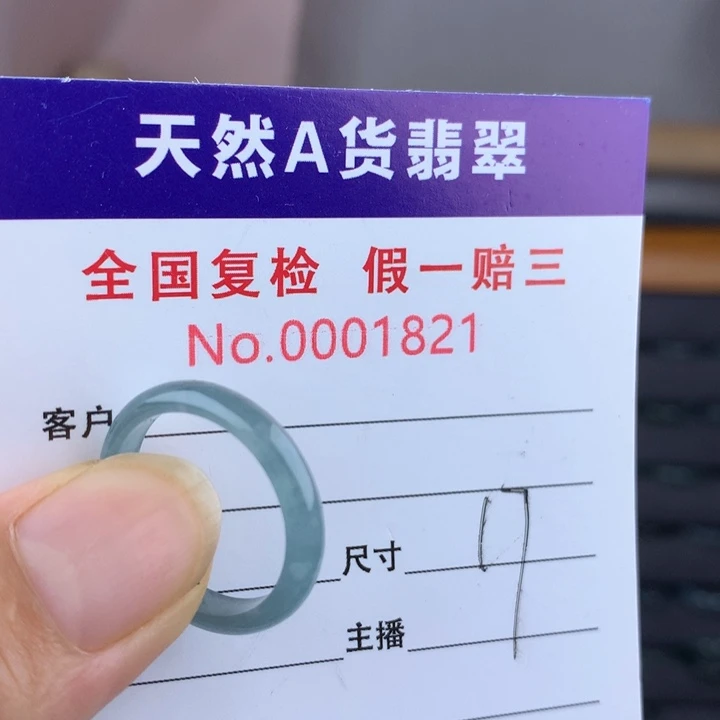 天然A货翡翠
全国复检 假一赔三
No.0001821
客户
尺寸
主播